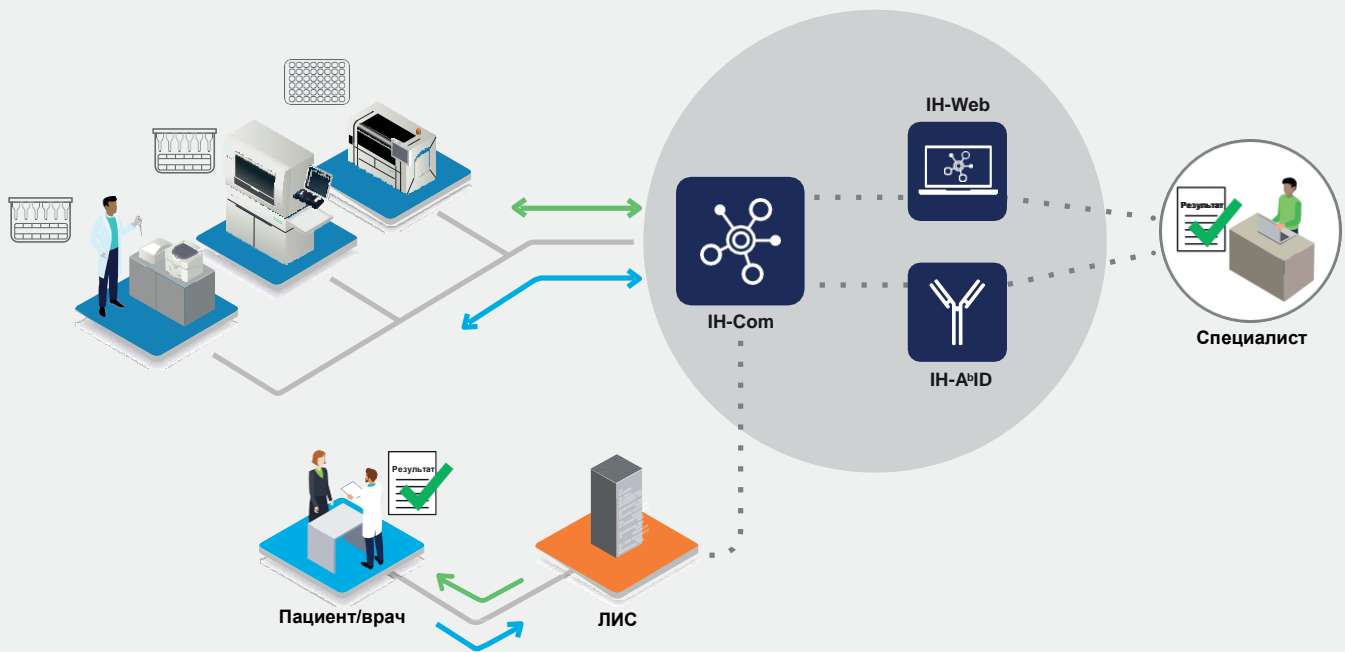 IH-Web
Результат
IH-Com
Специалист
IH-AᵇID
Результат
Пациент/врач
ЛИС